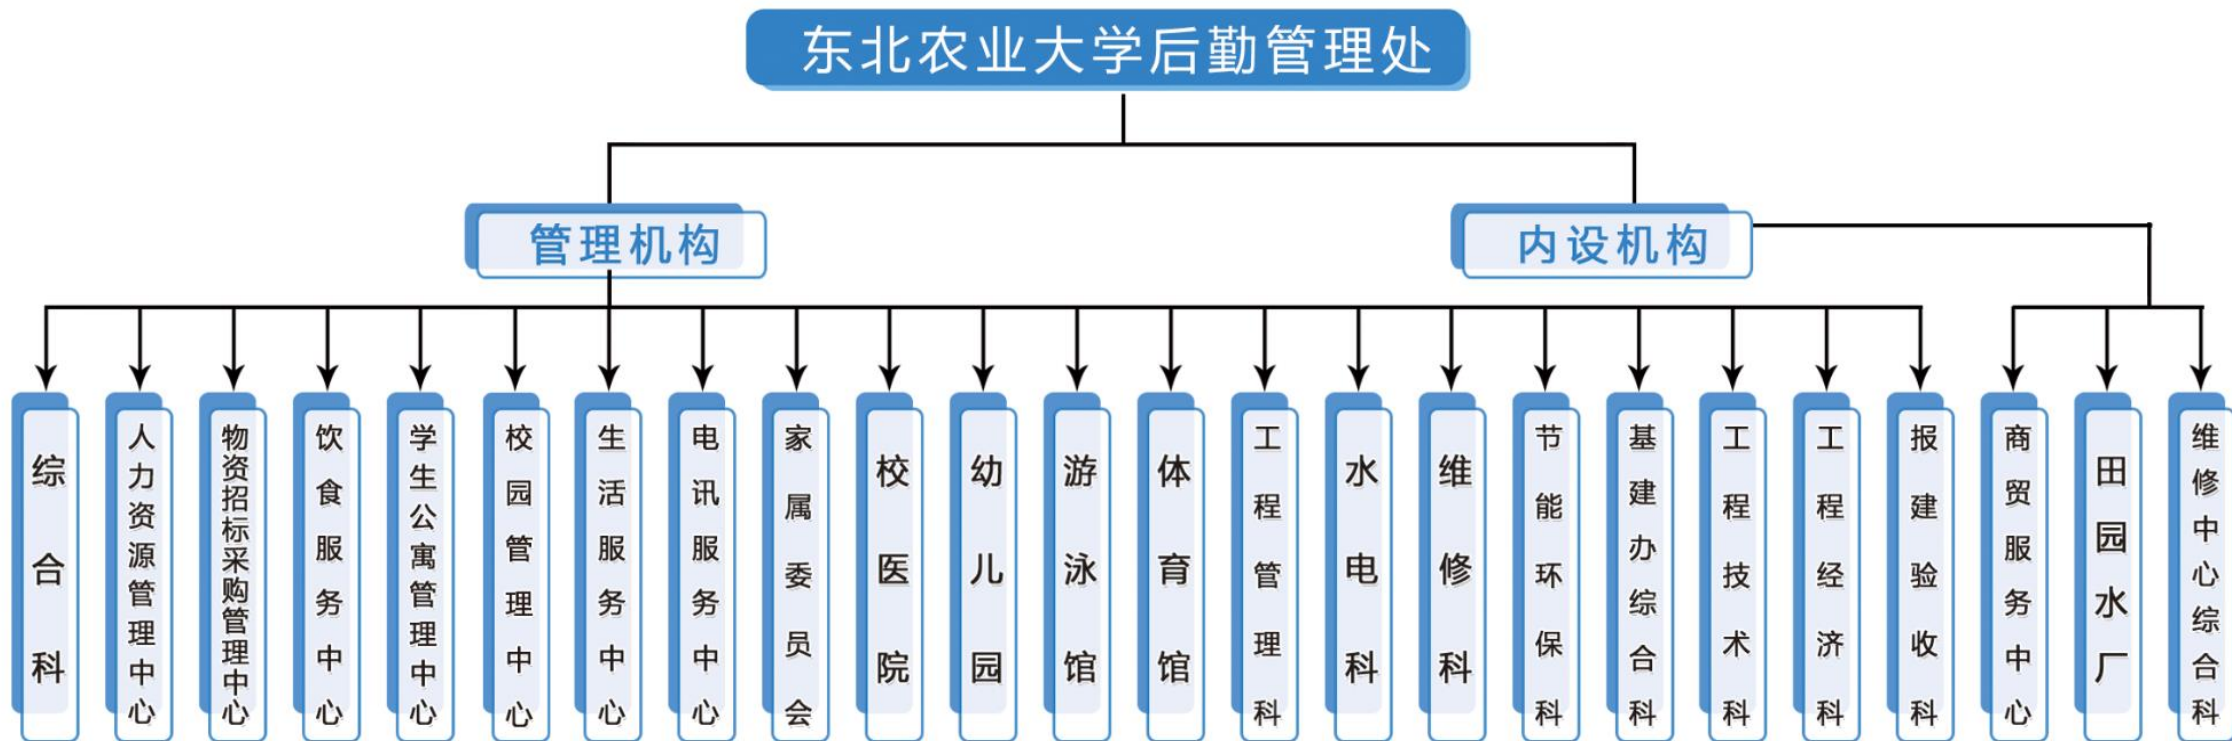 东北农业大学后勤管理处
管理机构
内设机构
综合科
人力资源管理中心
物资招标采购管理中心
饮食服务中心
学生公寓管理中心
校园管理中心
生活服务中心
电讯服务中心
家属委员会
校医院
幼儿园
游泳馆
体育馆
工程管理科
水电科
维修科
节能环保科
基建办综合科
工程技术科
工程经济科
报建验收科
商贸服务中心
田园水厂
维修中心综合科